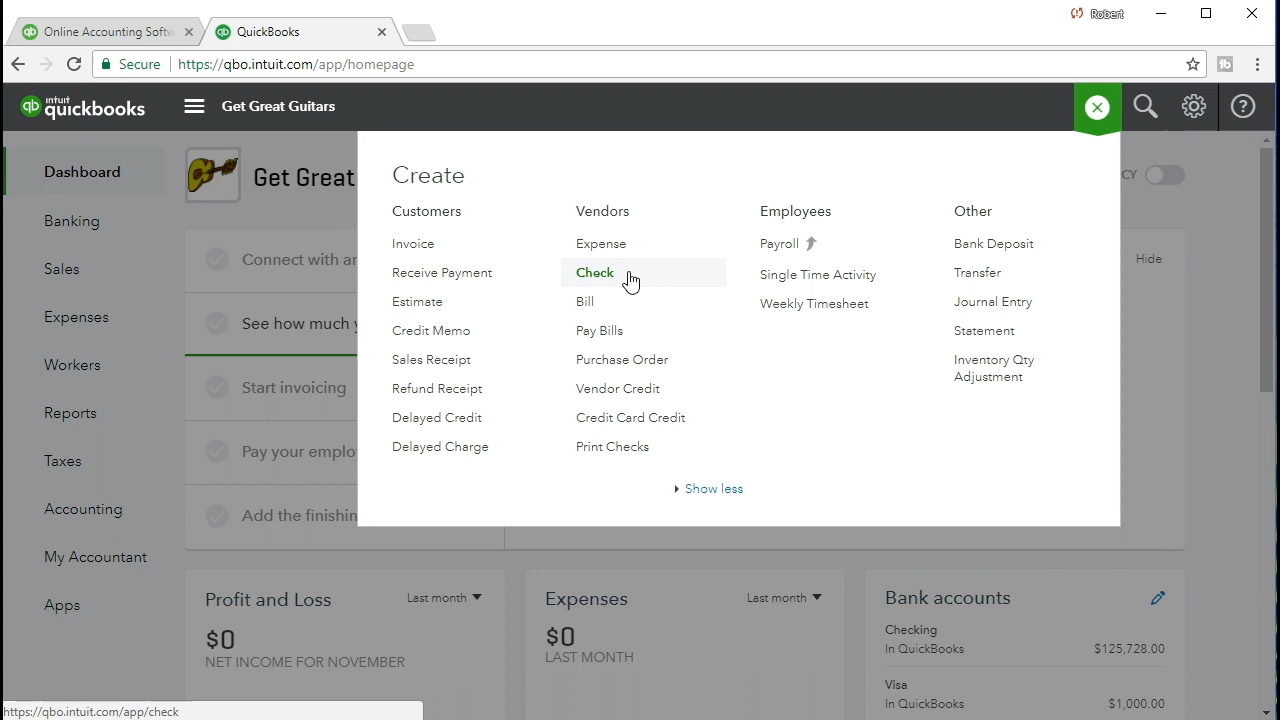 Robert
Online Accounting Softw
QuickBooks
Secure
https://qbo.intuit.com/app/homepage
intuit
quickbooks
Get Great Guitars
Dashboard
Banking
Sales
Expenses
Workers
Reports
Taxes
Accounting
My Accountant
Apps
Get Great
CY
Connect with an
See how much y
Start invoicing
Pay your emplo
Add the finishin
Hide
Create
Customers
Invoice
Receive Payment
Estimate
Credit Memo
Sales Receipt
Refund Receipt
Delayed Credit
Delayed Charge
Vendors
Expense
Check
Bill
Pay Bills
Purchase Order
Vendor Credit
Credit Card Credit
Print Checks
Employees
Payroll
Single Time Activity
Weekly Timesheet
Other
Bank Deposit
Transfer
Journal Entry
Statement
Inventory Qty
Adjustment
Show less
Profit and Loss
Last month
$0
NET INCOME FOR NOVEMBER
Expenses
Last month
$0
LAST MONTH
Bank accounts
Checking
In QuickBooks $125,728.00
Visa
In QuickBooks $1,000.00
https://qbo.intuit.com/app/check